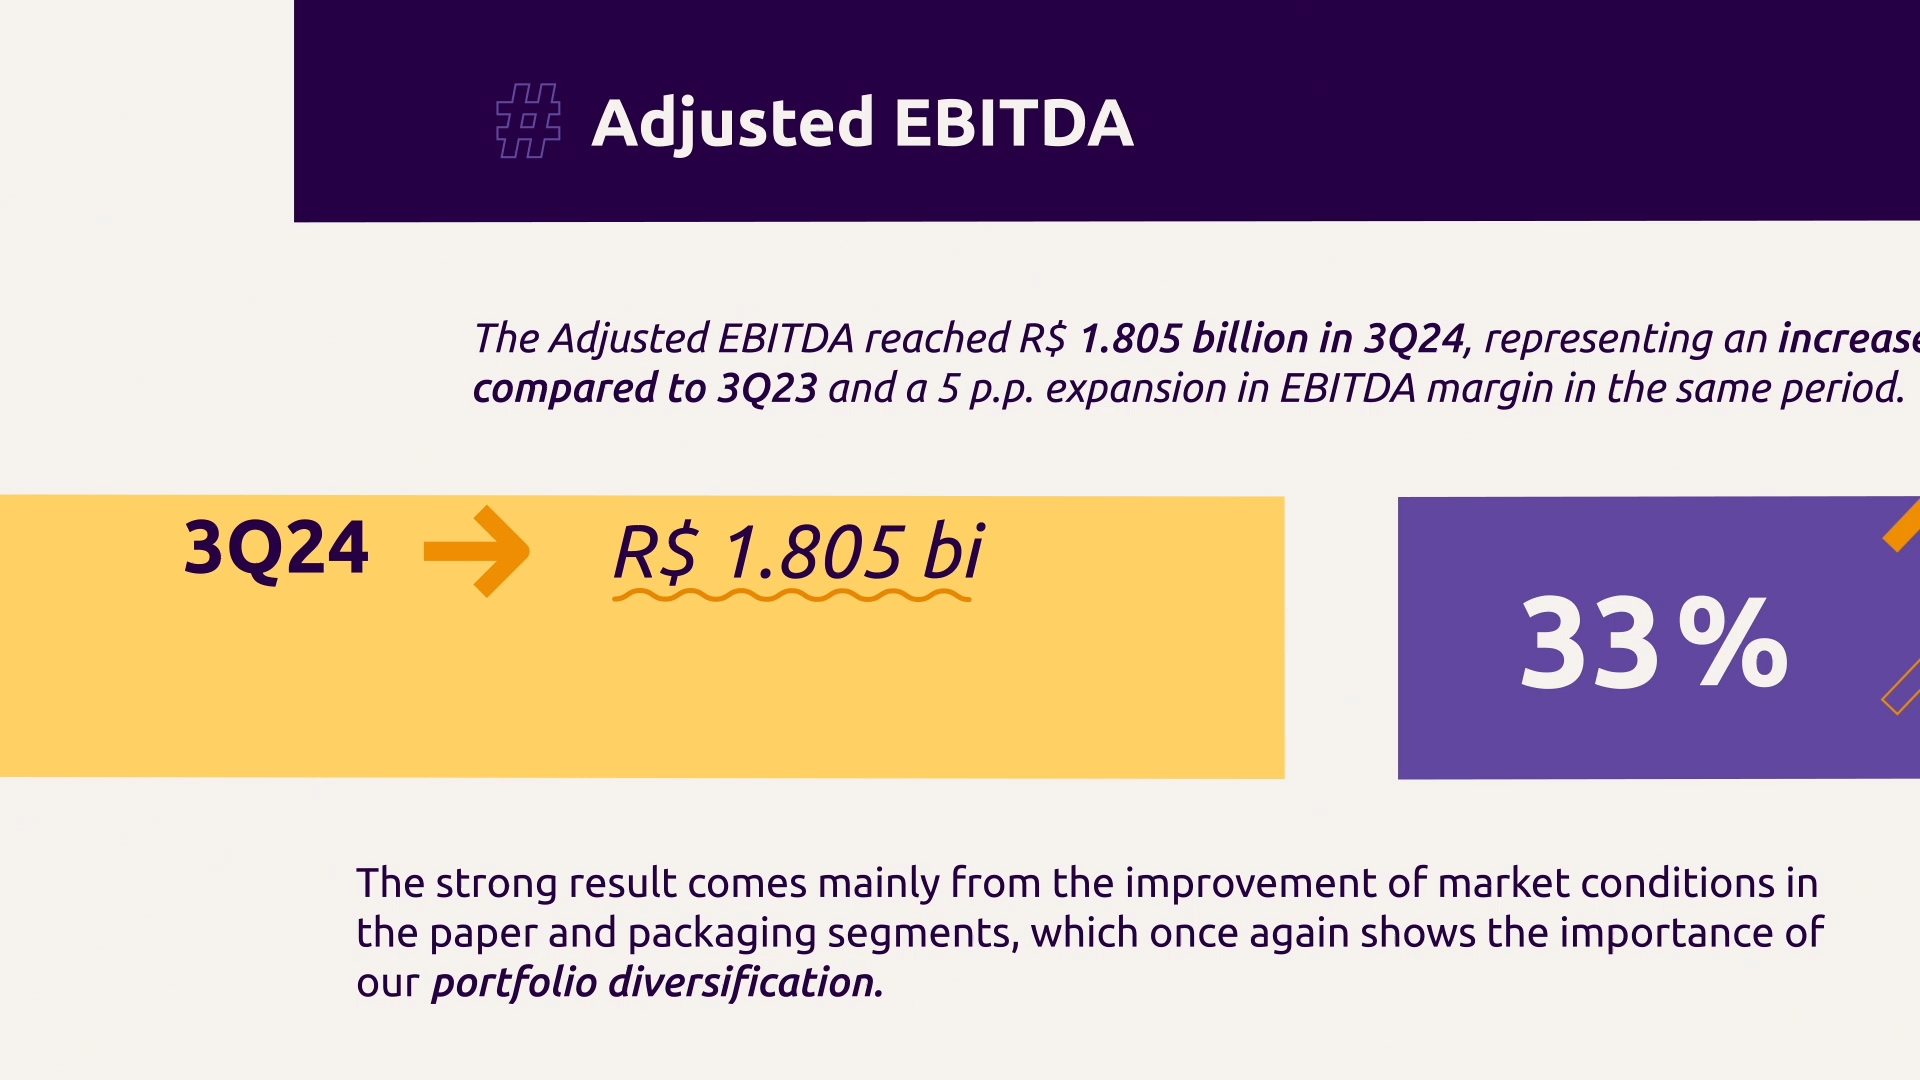 # Adjusted EBITDA
The Adjusted EBITDA reached R$ 1.805 billion in 3Q24, representing an increase
compared to 3Q23 and a 5 p.p. expansion in EBITDA margin in the same period.
3Q24 R$ 1.805 bi
33%
The strong result comes mainly from the improvement of market conditions in
the paper and packaging segments, which once again shows the importance of
our portfolio diversification.